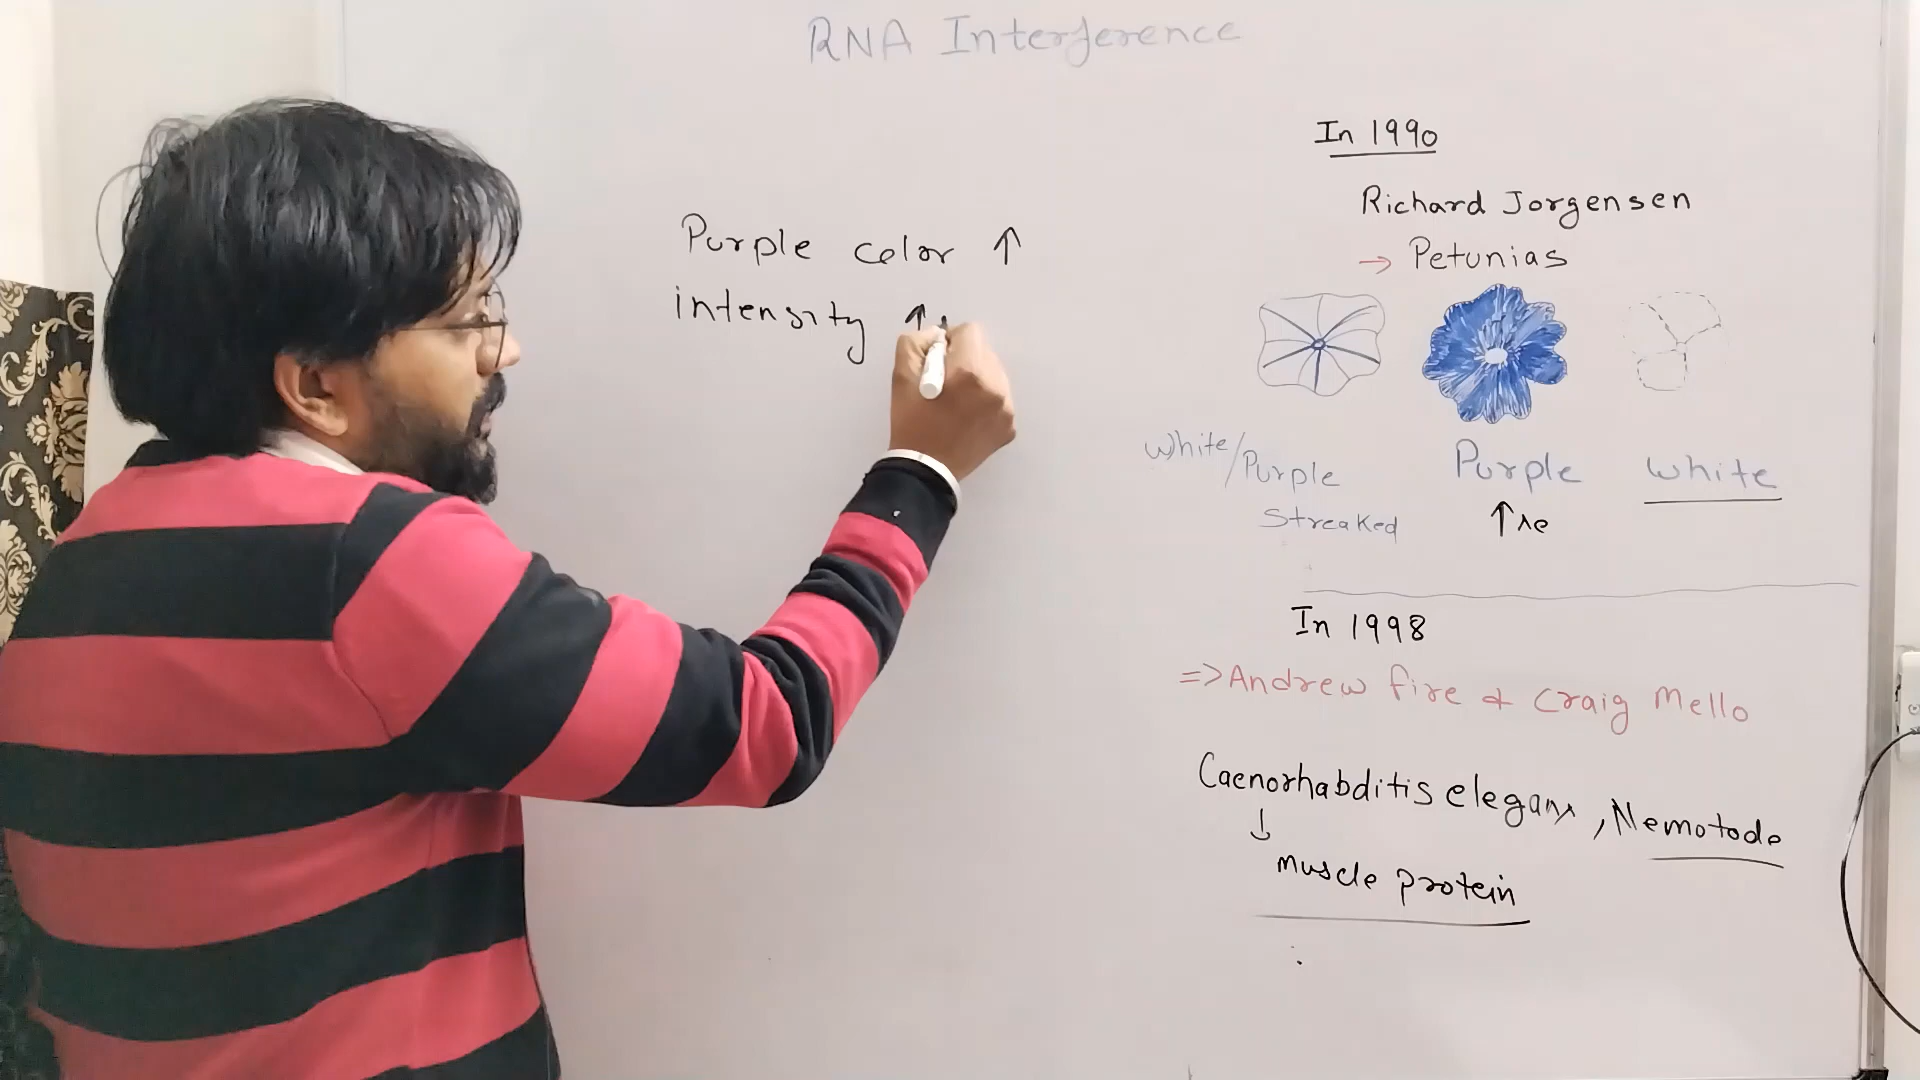 RNA Interference
Purple color ↑
intensity ↑
In 1990
Richard Jorgensen
→ Petunias
White/Purple
Streaked
Purple
↑ve
White
In 1998
=> Andrew fire & Craig Mello
Caenorhabditis elegans, Nemotode
↓
muscle protein